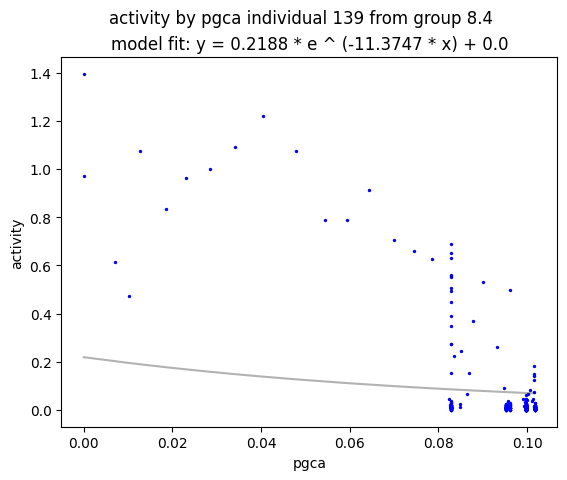 activity by pgca individual 139 from group 8.4
model fit: y = 0.2188 * e ^ (-11.3747 * x) + 0.0
1.4
1.2
1.0
0.8
0.6
0.4
0.2
0.0
activity
0.00 0.02 0.04 0.06 0.08 0.10
pgca